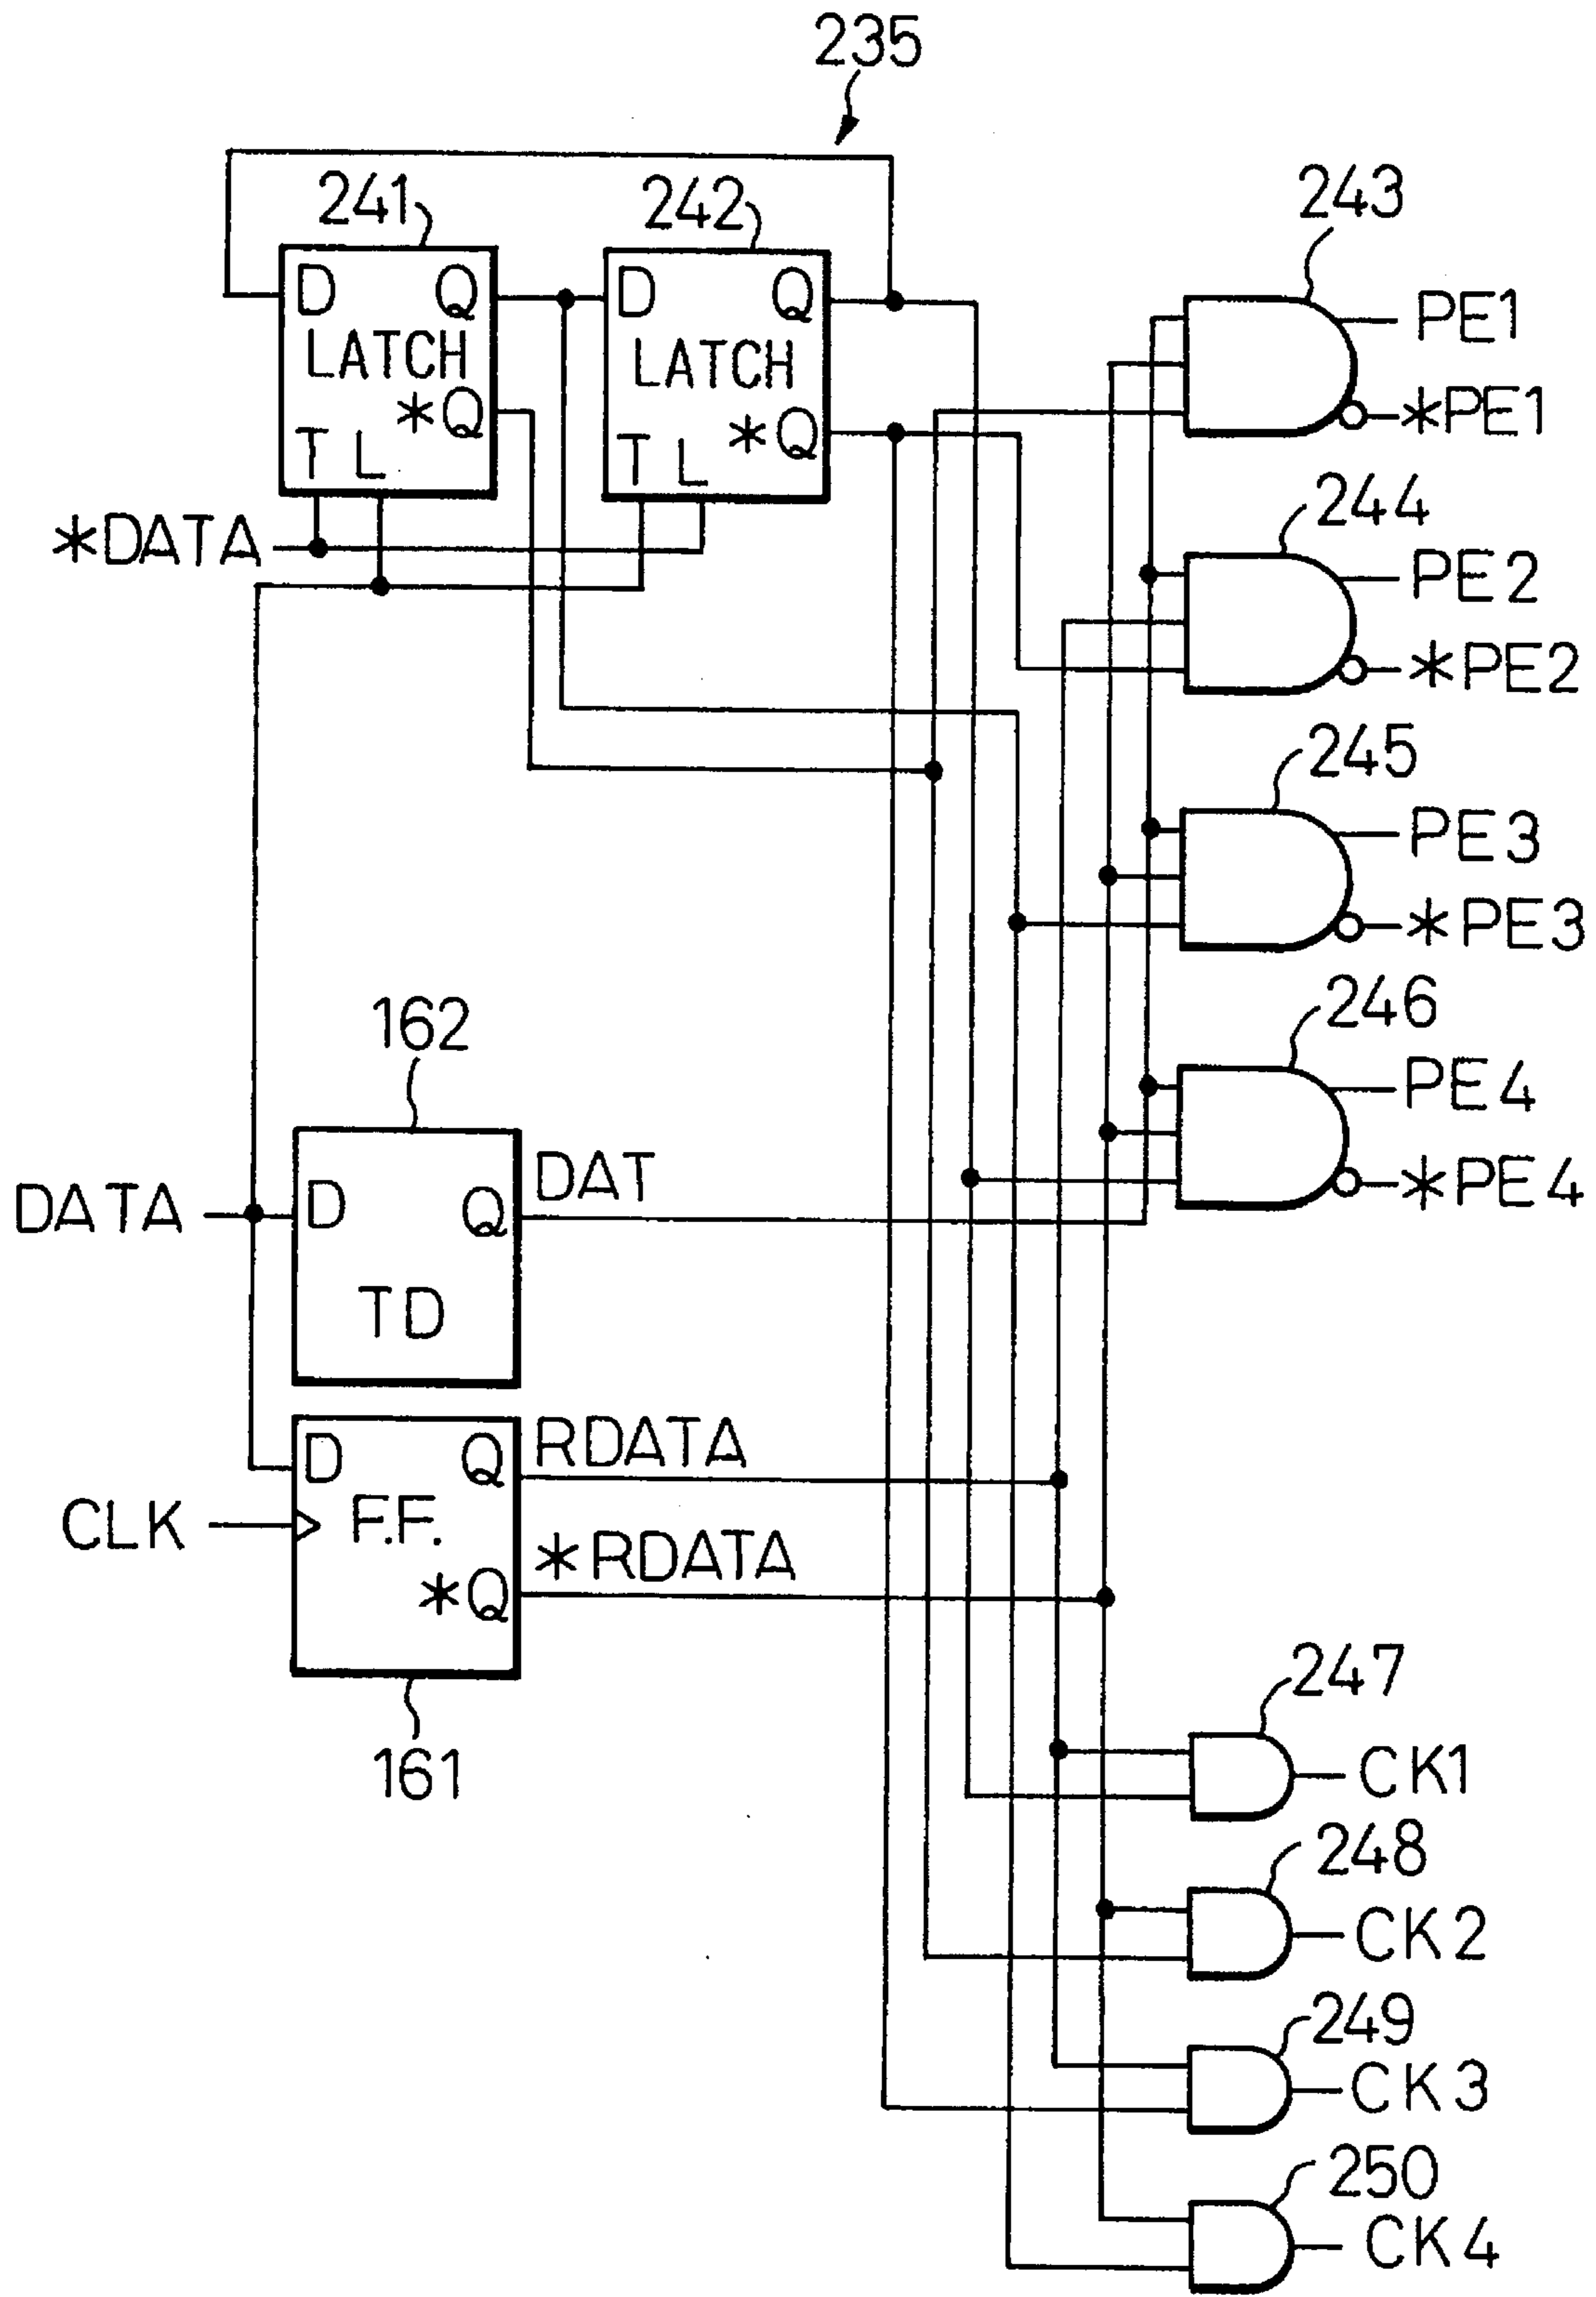 235
241
242
243
D Q
LATCH
*Q
T L
D Q
LATCH
*Q
T L
PE1
*PE1
*DATA
244
PE2
*PE2
245
PE3
*PE3
246
PE4
*PE4
162
DATA
D Q
TD
DAT
D Q
F.F.
*Q
CLK
RDATA
*RDATA
161
247
CK1
248
CK2
249
CK3
250
CK4